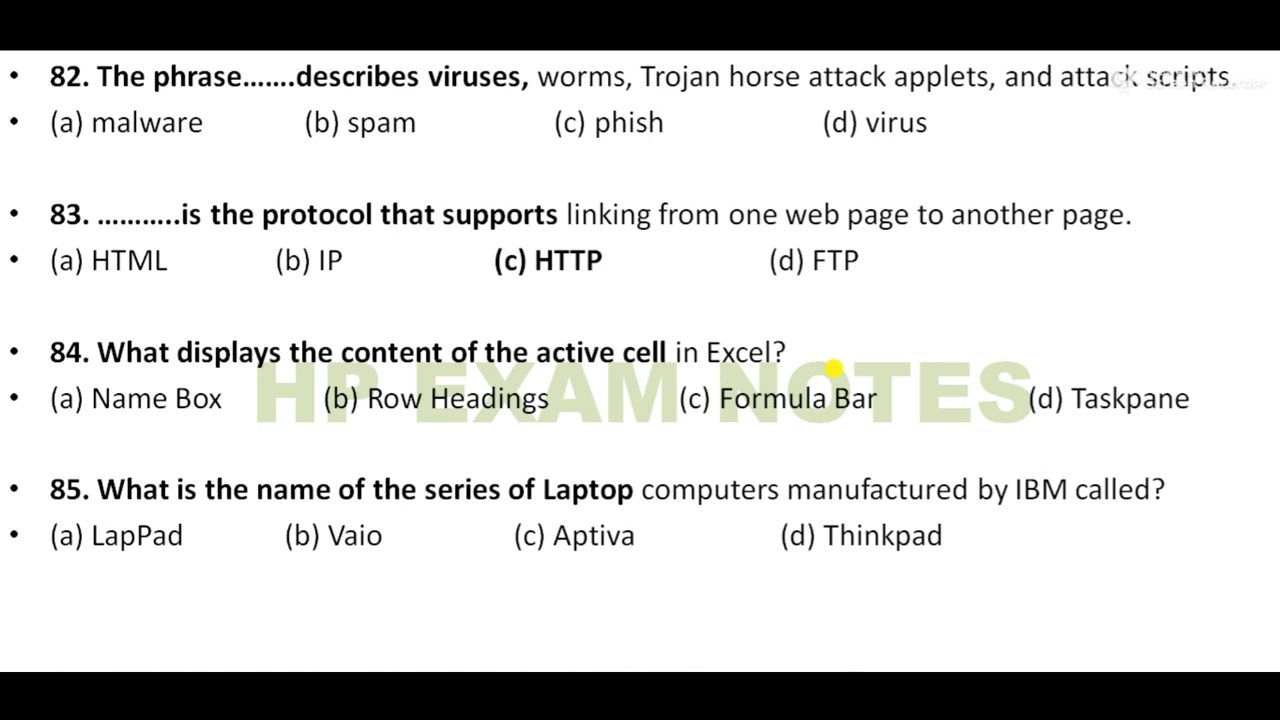 • 82. The phrase…….describes viruses, worms, Trojan horse attack applets, and attack scripts.
• (a) malware (b) spam (c) phish (d) virus
• 83. ………..is the protocol that supports linking from one web page to another page.
• (a) HTML (b) IP (c) HTTP (d) FTP
• 84. What displays the content of the active cell in Excel?
HP EXAM NOTES
• (a) Name Box (b) Row Headings (c) Formula Bar (d) Taskpane
• 85. What is the name of the series of Laptop computers manufactured by IBM called?
• (a) LapPad (b) Vaio (c) Aptiva (d) Thinkpad